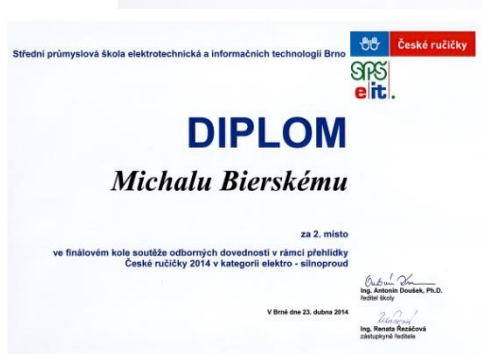 Střední průmyslová škola elektrotechnická a informačních technologií Brno
České ručičky
SPŠ
e it.
DIPLOM
Michalu Bierskému
za 2. místo
ve finálovém kole soutěže odborných dovedností v rámci přehlídky
České ručičky 2014 v kategorii elektro - silnoproud
Ing. Antonín Doušek, Ph.D.
ředitel školy
V Brně dne 23. dubna 2014
Ing. Renata Řezáčová
zástupkyně ředitele